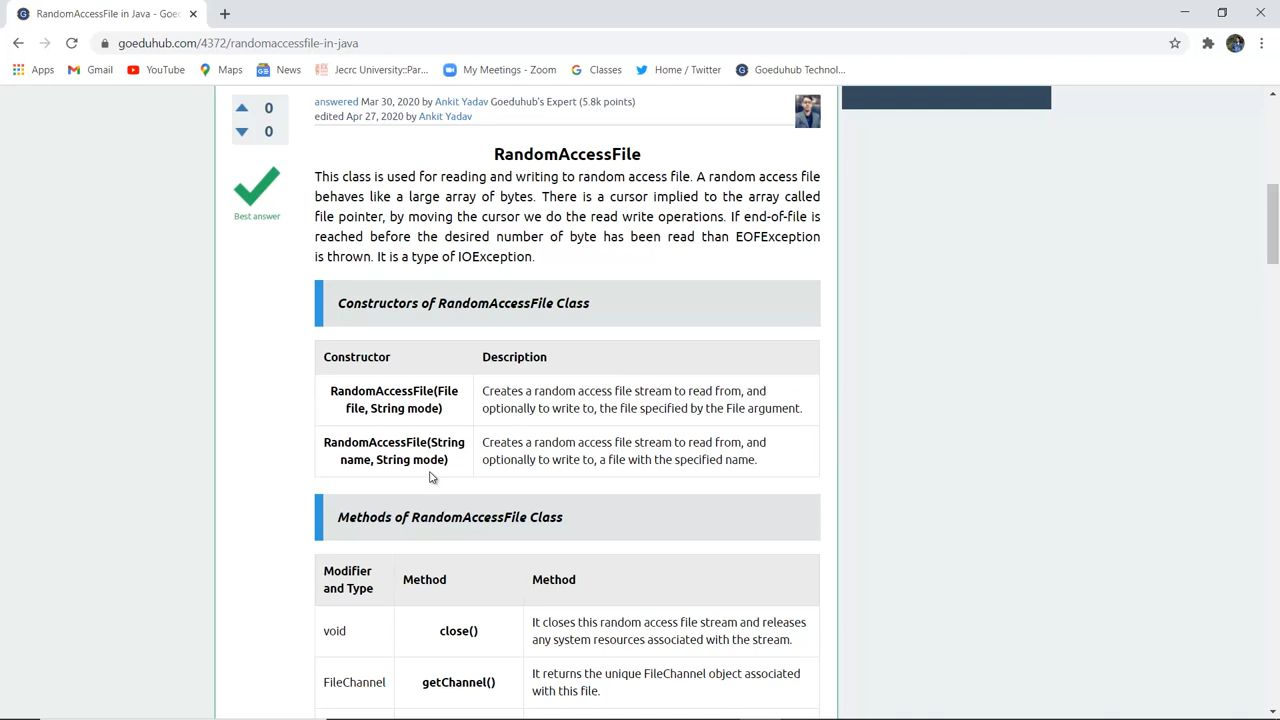 RandomAccessFile in Java - Goe
goeduhub.com/4372/randomaccessfile-in-java
Apps Gmail YouTube Maps News Jecrc University::Par... My Meetings - Zoom Classes Home / Twitter Goeduhub Technol...
0
0
Best answer
answered Mar 30, 2020 by Ankit Yadav Goeduhub's Expert (5.8k points)
edited Apr 27, 2020 by Ankit Yadav
RandomAccessFile
This class is used for reading and writing to random access file. A random access file
behaves like a large array of bytes. There is a cursor implied to the array called
file pointer, by moving the cursor we do the read write operations. If end-of-file is
reached before the desired number of byte has been read than EOFException
is thrown. It is a type of IOException.
Constructors of RandomAccessFile Class
Constructor Description
RandomAccessFile(File
file, String mode)
Creates a random access file stream to read from, and
optionally to write to, the file specified by the File argument.
RandomAccessFile(String
name, String mode)
Creates a random access file stream to read from, and
optionally to write to, a file with the specified name.
Methods of RandomAccessFile Class
Modifier
and Type
Method Method
void close()
It closes this random access file stream and releases
any system resources associated with the stream.
FileChannel getChannel()
It returns the unique FileChannel object associated
with this file.